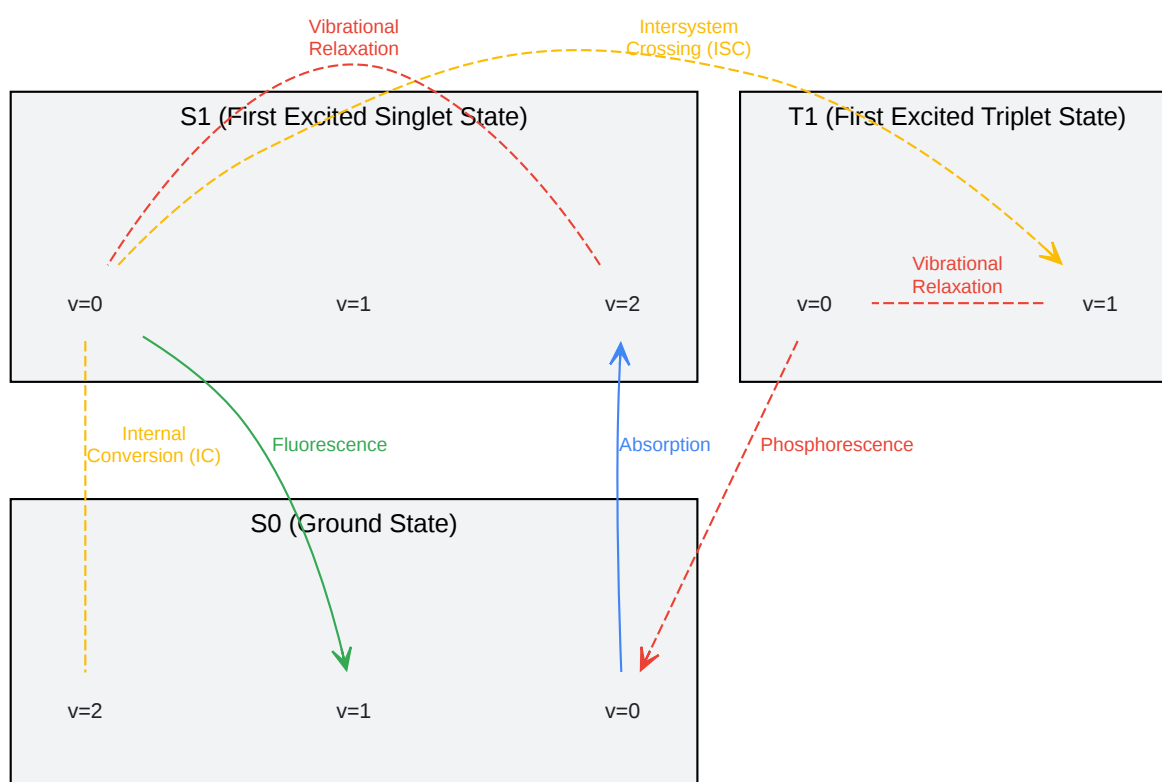 Vibrational
Relaxation
Intersystem
Crossing (ISC)
S1 (First Excited Singlet State)
T1 (First Excited Triplet State)
Vibrational
Relaxation
v=0
v=1
v=2
v=0
v=1
Internal
Conversion (IC)
Fluorescence
Absorption
Phosphorescence
S0 (Ground State)
v=2
v=1
v=0